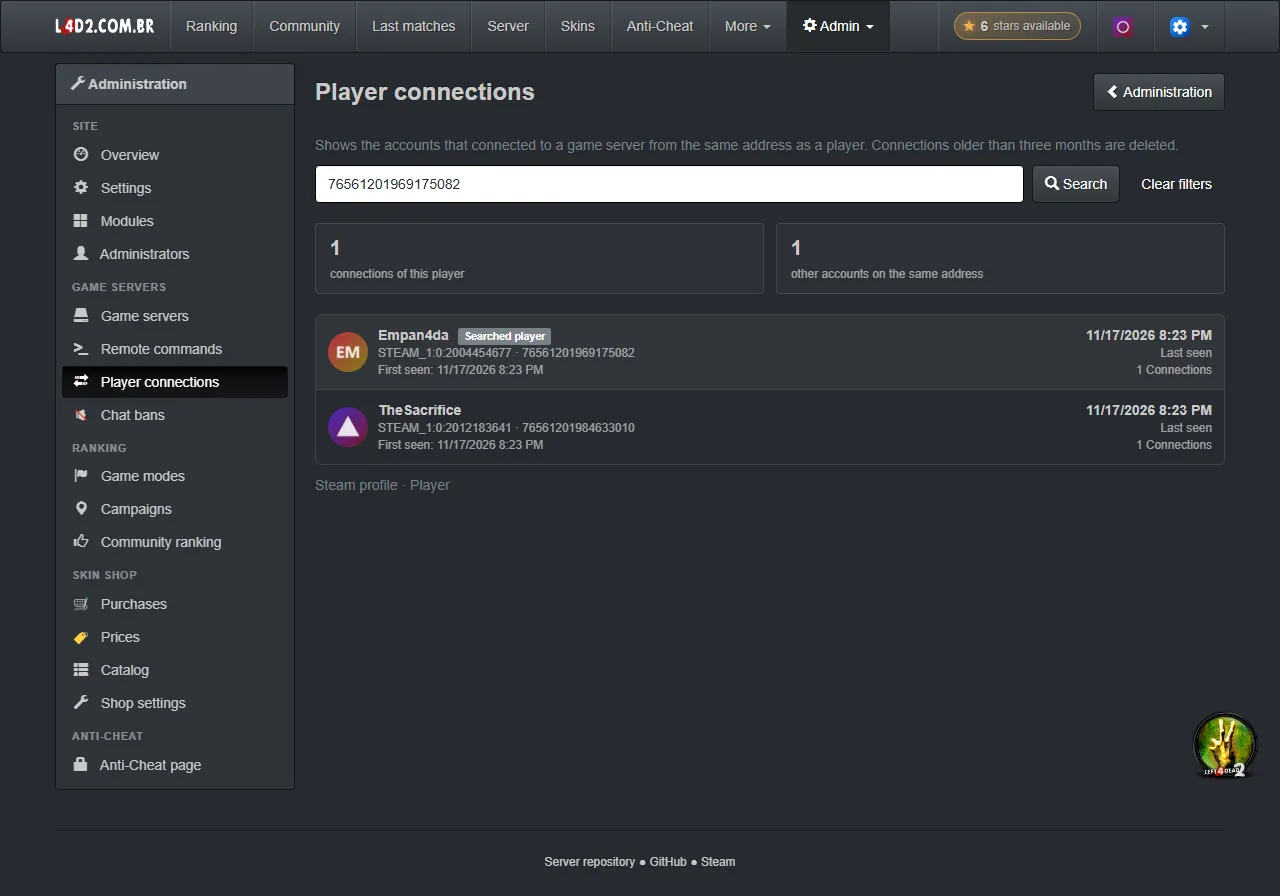 L4D2.COM.BR Ranking Community Last matches Server Skins Anti-Cheat More Admin 6 stars available
Administration
SITE
Overview
Settings
Modules
Administrators
GAME SERVERS
Game servers
Remote commands
Player connections
Chat bans
RANKING
Game modes
Campaigns
Community ranking
SKIN SHOP
Purchases
Prices
Catalog
Shop settings
ANTI-CHEAT
Anti-Cheat page
Player connections
Administration
Shows the accounts that connected to a game server from the same address as a player. Connections older than three months are deleted.
76561201969175082 Search Clear filters
1
connections of this player
1
other accounts on the same address
EM
Empan4da Searched player
STEAM_1:0:2004454677 · 76561201969175082
First seen: 11/17/2026 8:23 PM
11/17/2026 8:23 PM
Last seen
1 Connections
TheSacrifice
STEAM_1:0:2012183641 · 76561201984633010
First seen: 11/17/2026 8:23 PM
11/17/2026 8:23 PM
Last seen
1 Connections
Steam profile · Player
LEFT 4 DEAD 2
Server repository ● GitHub ● Steam